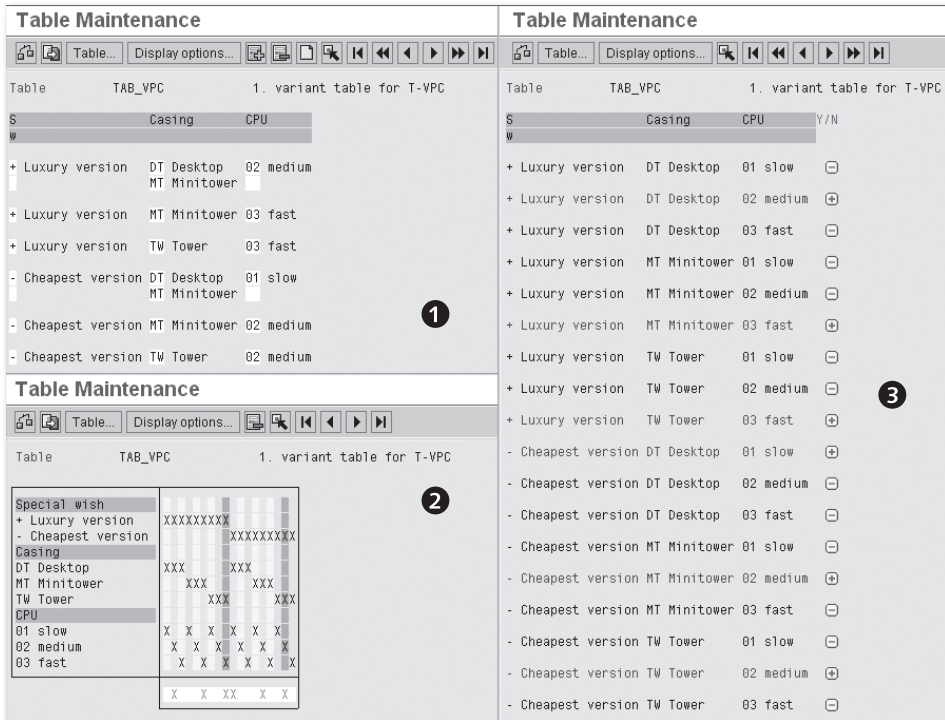 Table Maintenance
Table... Display options...
Table TAB_VPC 1. variant table for T-VPC
S Casing CPU
w
+ Luxury version DT Desktop 02 medium
MT Minitower
+ Luxury version MT Minitower 03 fast
+ Luxury version TW Tower 03 fast
- Cheapest version DT Desktop 01 slow
MT Minitower
- Cheapest version MT Minitower 02 medium
- Cheapest version TW Tower 02 medium
1
Table Maintenance
Table... Display options...
Table TAB_VPC 1. variant table for T-VPC
2
Special wish
+ Luxury version XXXXXXXXX
- Cheapest version XXXXXXXXX
Casing
DT Desktop XXX XXX
MT Minitower XXX XXX
TW Tower XXX XXX
CPU
01 slow X X X X X X
02 medium X X X X X X
03 fast X X X X X X
X X XX X X
Table Maintenance
Table... Display options...
Table TAB_VPC 1. variant table for T-VPC
S Casing CPU Y/N
w
+ Luxury version DT Desktop 01 slow -
+ Luxury version DT Desktop 02 medium +
+ Luxury version DT Desktop 03 fast -
+ Luxury version MT Minitower 01 slow -
+ Luxury version MT Minitower 02 medium -
+ Luxury version MT Minitower 03 fast +
+ Luxury version TW Tower 01 slow -
+ Luxury version TW Tower 02 medium -
+ Luxury version TW Tower 03 fast +
- Cheapest version DT Desktop 01 slow +
- Cheapest version DT Desktop 02 medium -
- Cheapest version DT Desktop 03 fast -
- Cheapest version MT Minitower 01 slow -
- Cheapest version MT Minitower 02 medium +
- Cheapest version MT Minitower 03 fast -
- Cheapest version TW Tower 01 slow -
- Cheapest version TW Tower 02 medium +
- Cheapest version TW Tower 03 fast -
3